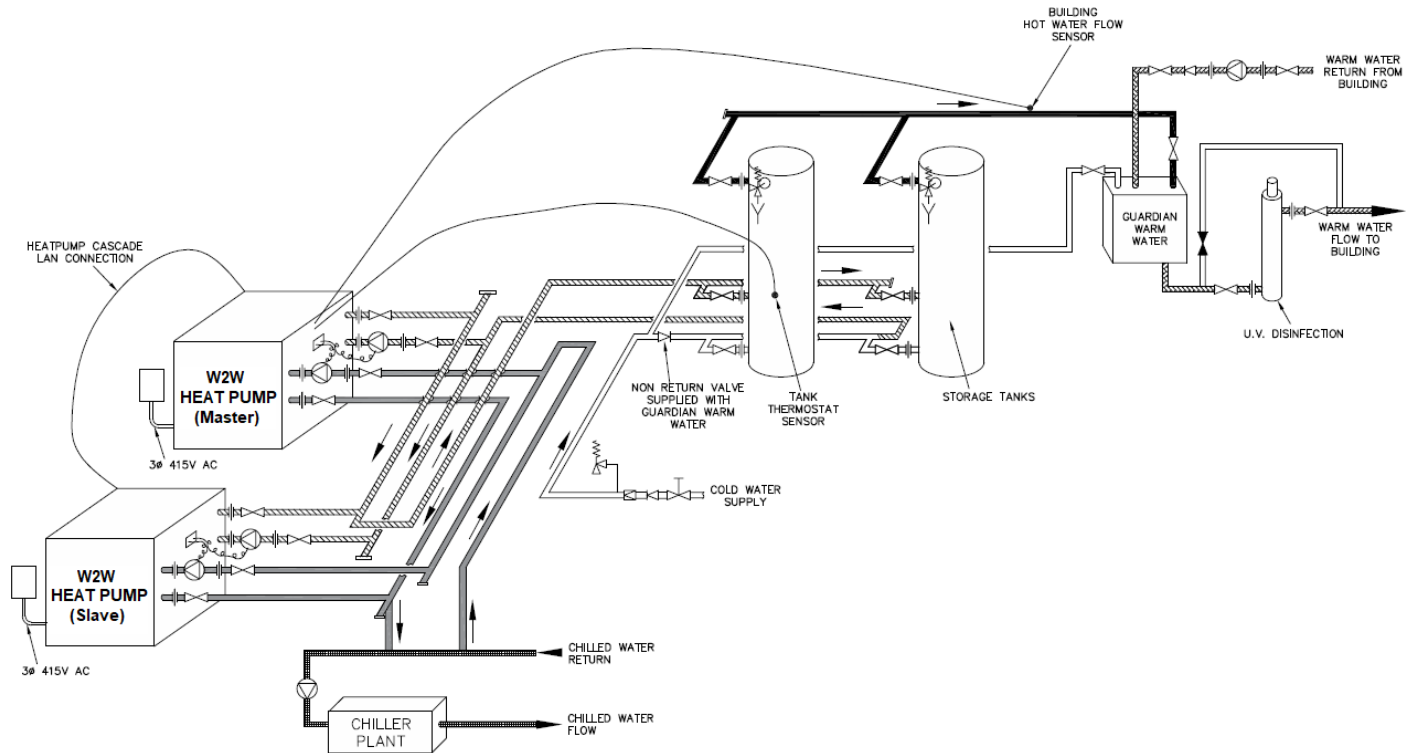 BUILDING
HOT WATER FLOW
SENSOR
WARM WATER
RETURN FROM
BUILDING
HEATPUMP CASCADE
LAN CONNECTION
GUARDIAN
WARM
WATER
WARM WATER
FLOW TO
BUILDING
U.V. DISINFECTION
W2W
HEAT PUMP
(Master)
3ø 415V AC
NON RETURN VALVE
SUPPLIED WITH
GUARDIAN WARM
WATER
TANK
THERMOSTAT
SENSOR
STORAGE TANKS
COLD WATER
SUPPLY
W2W
HEAT PUMP
(Slave)
3ø 415V AC
CHILLED WATER
RETURN
CHILLER
PLANT
CHILLED WATER
FLOW